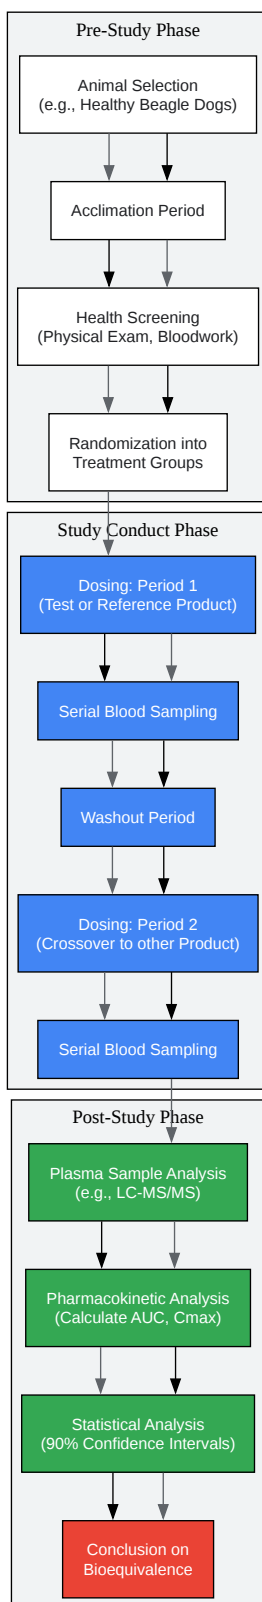 Pre-Study Phase
Animal Selection
(e.g., Healthy Beagle Dogs)
Acclimation Period
Health Screening
(Physical Exam, Bloodwork)
Randomization into
Treatment Groups
Study Conduct Phase
Dosing: Period 1
(Test or Reference Product)
Serial Blood Sampling
Washout Period
Dosing: Period 2
(Crossover to other Product)
Serial Blood Sampling
Post-Study Phase
Plasma Sample Analysis
(e.g., LC-MS/MS)
Pharmacokinetic Analysis
(Calculate AUC, Cmax)
Statistical Analysis
(90% Confidence Intervals)
Conclusion on
Bioequivalence